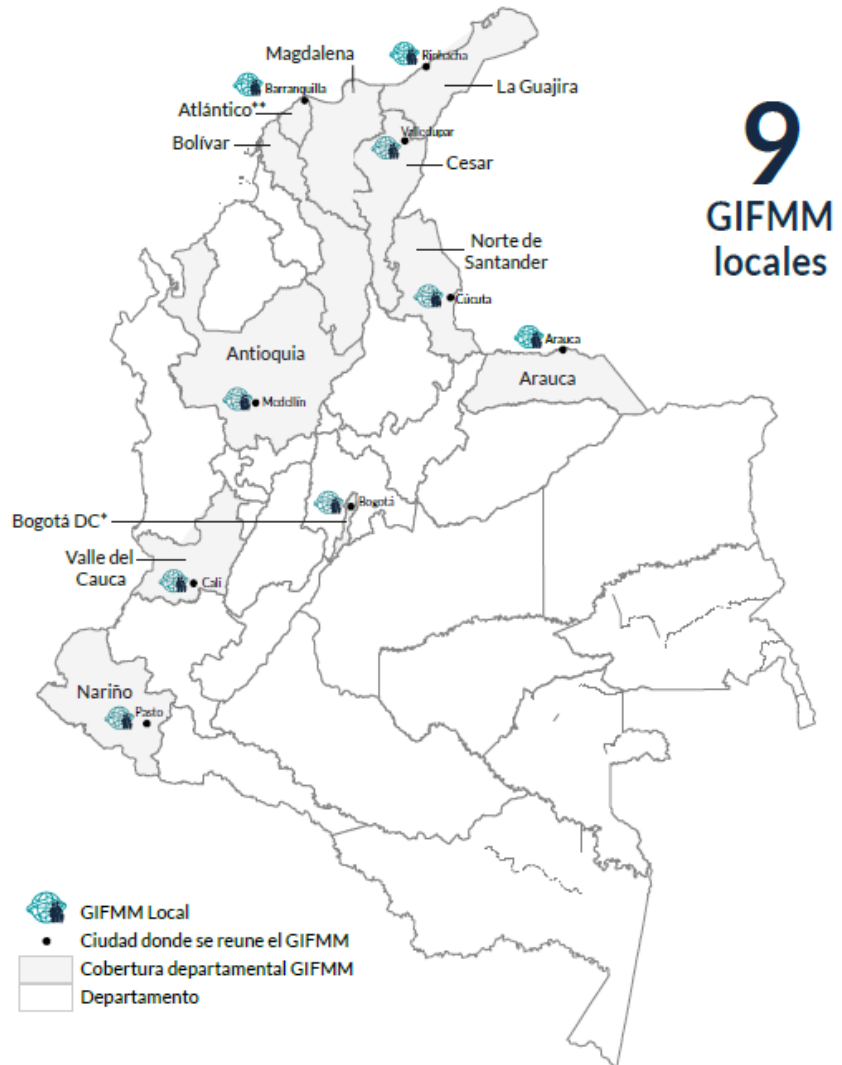 Magdalena
Riohacha
La Guajira
Barranquilla
Atlántico**
Bolívar
Valledupar
Cesar
9
GIFMM
locales
Norte de
Santander
Cúcuta
Arauca
Arauca
Antioquia
Medellín
Bogotá
Bogotá DC*
Valle del
Cauca
Cali
Nariño
Pasto
GIFMM Local
Ciudad donde se reune el GIFMM
Cobertura departamental GIFMM
Departamento